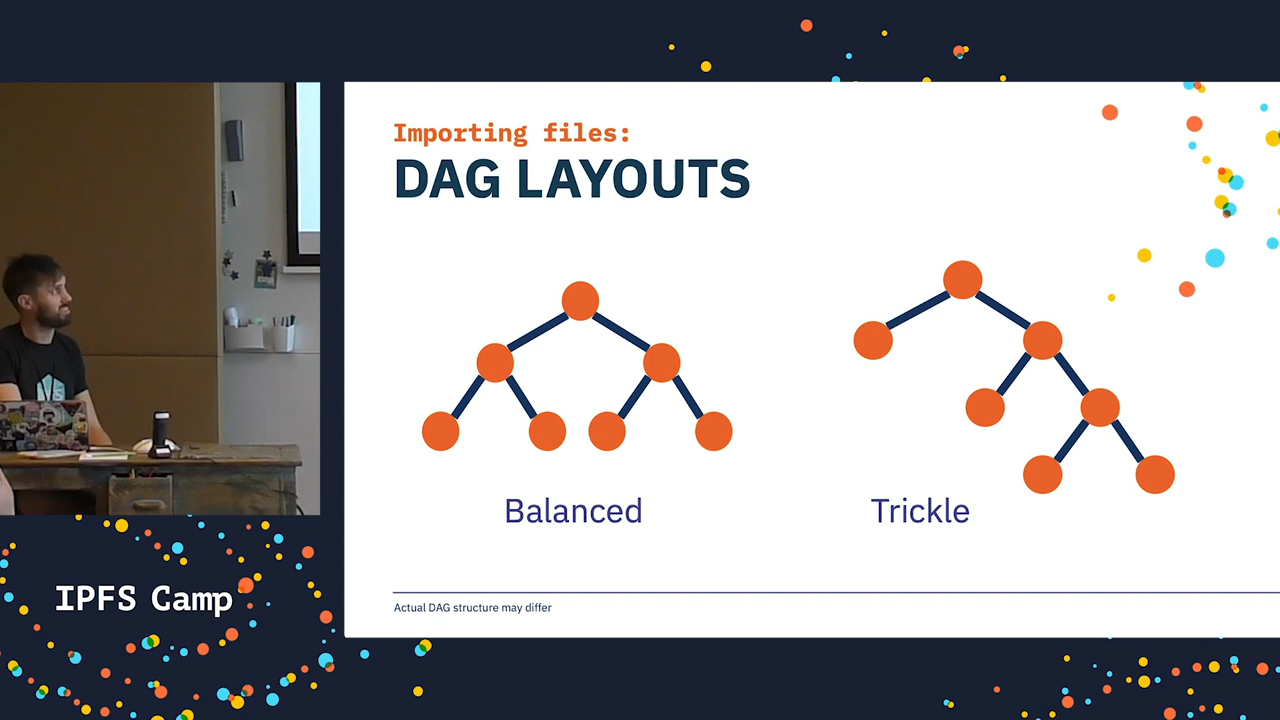 Importing files:
DAG LAYOUTS
Balanced
Trickle
Actual DAG structure may differ
IPFS Camp